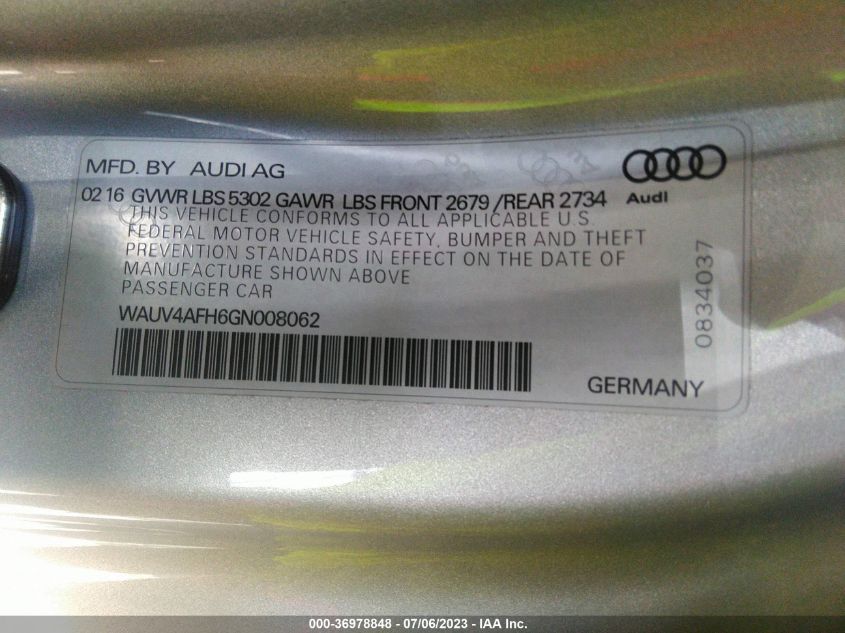 MFD. BY AUDI AG
02 16 GVWR LBS 5302 GAWR LBS FRONT 2679 /REAR 2734
Audi
THIS VEHICLE CONFORMS TO ALL APPLICABLE U.S.
FEDERAL MOTOR VEHICLE SAFETY, BUMPER AND THEFT
PREVENTION STANDARDS IN EFFECT ON THE DATE OF
MANUFACTURE SHOWN ABOVE
PASSENGER CAR
WAUV4AFH6GN008062
GERMANY
0834037
000-36978848 - 07/06/2023 - IAA Inc.